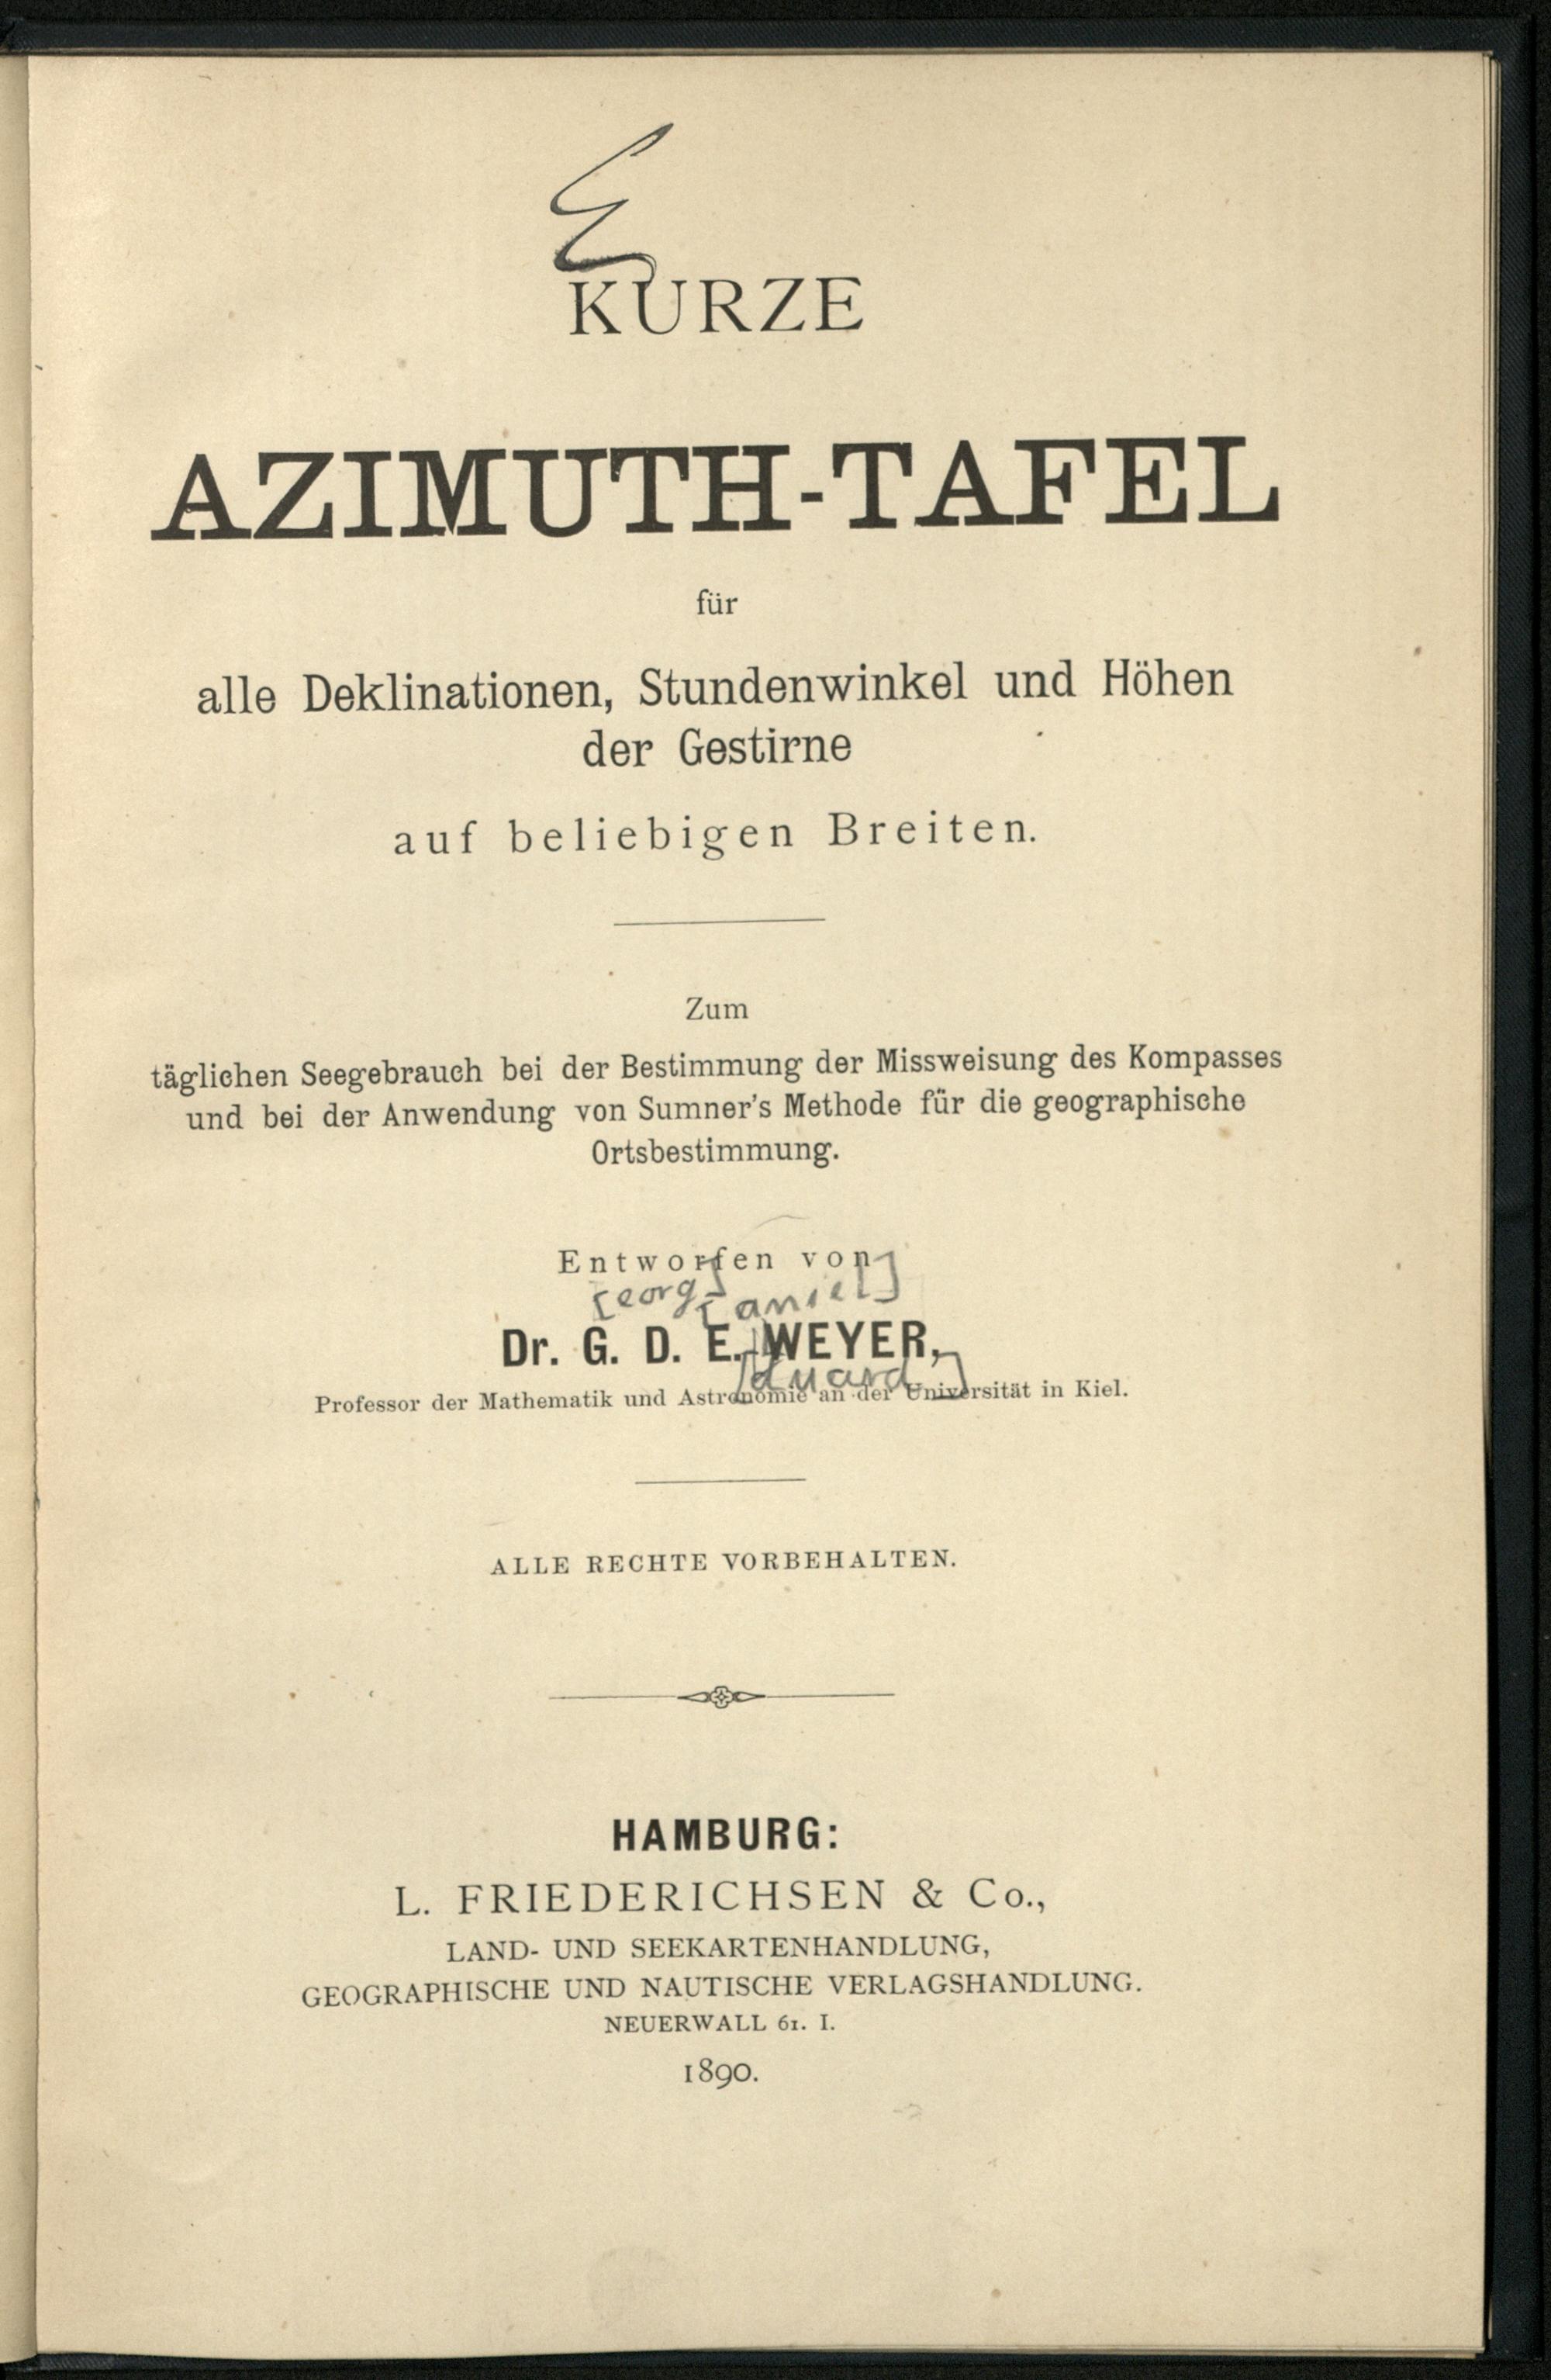 KURZE
AZIMUTH-TAFEL
für
alle Deklinationen, Stundenwinkel und Höhen
der Gestirne
auf beliebigen Breiten.
Zum
täglichen Seegebrauch bei der Bestimmung der Missweisung des Kompasses
und bei der Anwendung von Sumner's Methode für die geographische
Ortsbestimmung.
Entworfen von
[eorg] [aniel]
Dr. G. D. E. WEYER,
[duard]
Professor der Mathematik und Astronomie an der Universität in Kiel.
ALLE RECHTE VORBEHALTEN.
HAMBURG:
L. FRIEDERICHSEN & Co.,
LAND- UND SEEKARTENHANDLUNG,
GEOGRAPHISCHE UND NAUTISCHE VERLAGSHANDLUNG.
NEUERWALL 61. I.
1890.